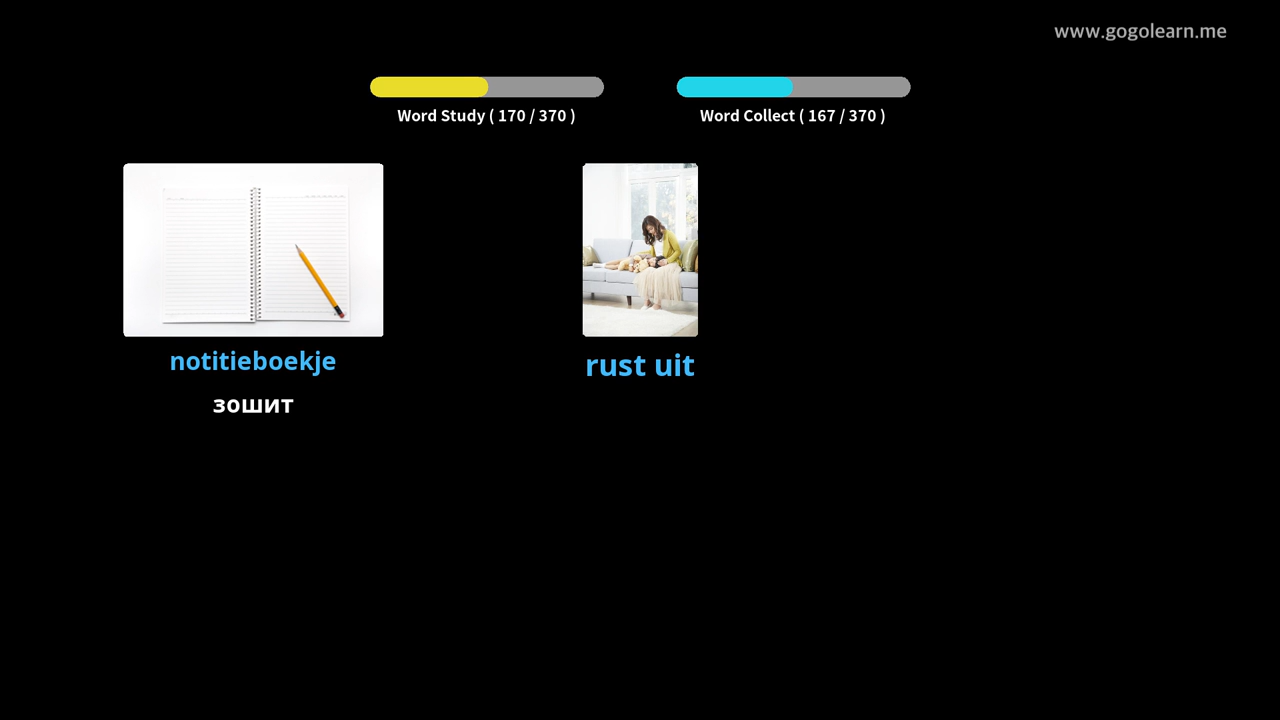 www.gogolearn.me
Word Study ( 170 / 370 )
Word Collect ( 167 / 370 )
notitieboekje
зошит
rust uit